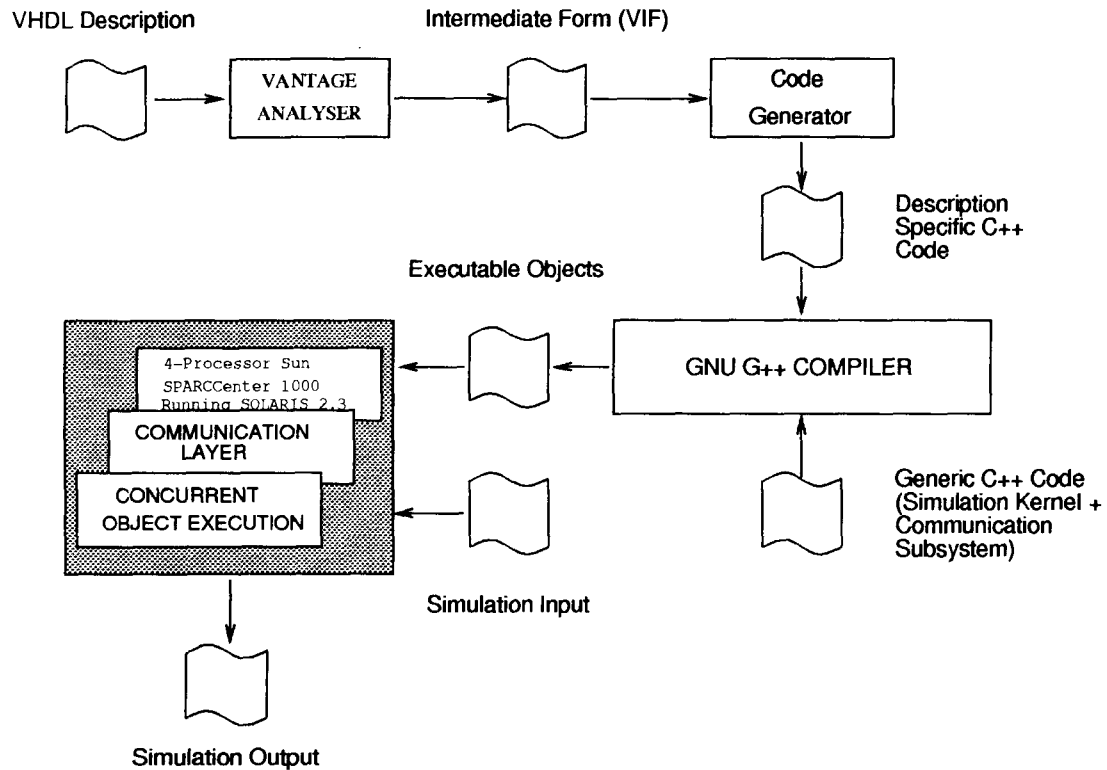 VHDL Description
Intermediate Form (VIF)
VANTAGE
ANALYSER
Code
Generator
Description
Specific C++
Code
Executable Objects
4-Processor Sun
SPARCCenter 1000
Running SOLARIS 2.3
COMMUNICATION
LAYER
CONCURRENT
OBJECT EXECUTION
GNU G++ COMPILER
Generic C++ Code
(Simulation Kernel +
Communication
Subsystem)
Simulation Input
Simulation Output